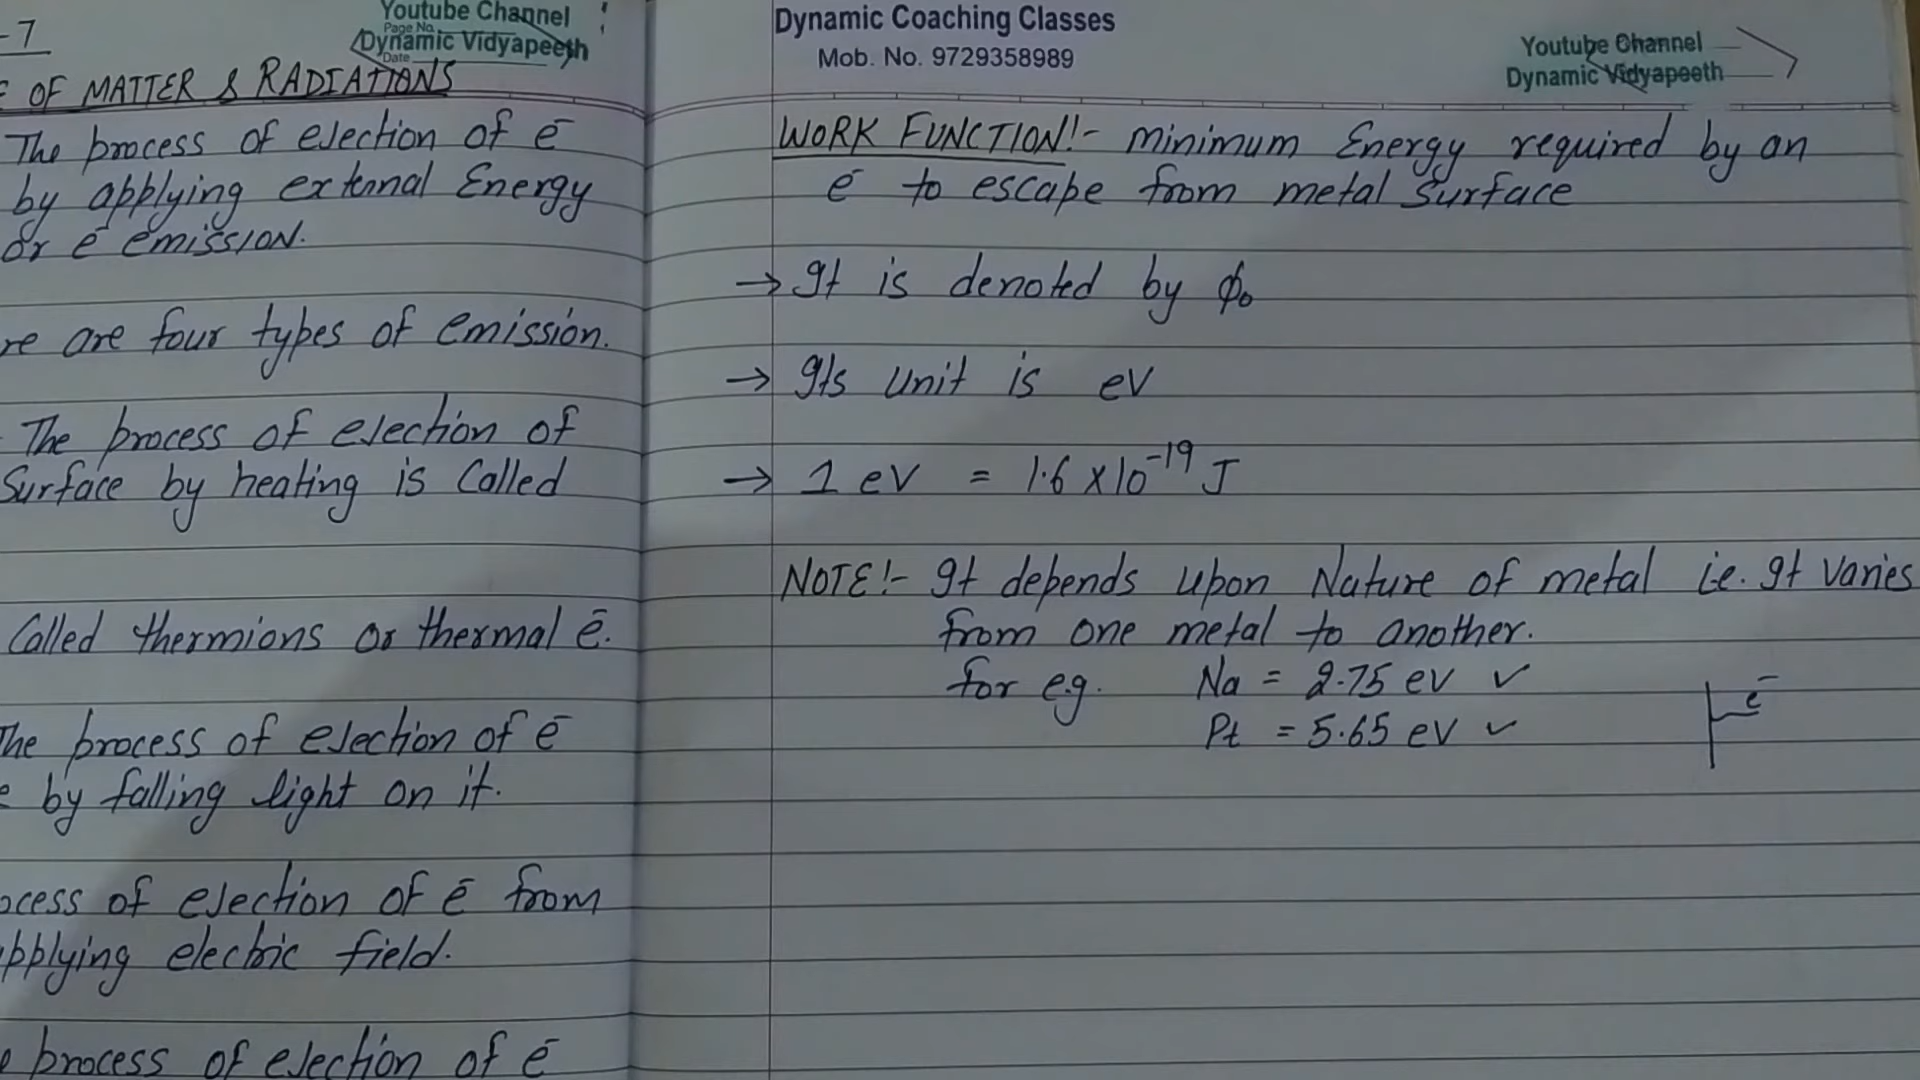 -7
Youtube Channel
Page No.
Dynamic Vidyapeeth
Date
OF MATTER & RADIATIONS
The process of ejection of ē
by applying external Energy
or ē emission.
re are four types of emission.
The process of ejection of
Surface by heating is Called
Called thermions or thermal ē.
The process of ejection of ē
by falling light on it.
ocess of ejection of ē from
applying electric field.
process of ejection of ē
Dynamic Coaching Classes
Mob. No. 9729358989
Youtube Channel
Dynamic Vidyapeeth
WORK FUNCTION!- Minimum Energy required by an
ē to escape from metal surface
→ It is denoted by ϕ₀
→ Its unit is eV
→ 1 eV = 1.6 x 10⁻¹⁹ J
NOTE!- It depends upon Nature of metal i.e. It varies
from one metal to another.
for e.g. Na = 2.75 eV ✓
Pt = 5.65 eV ✓
ē